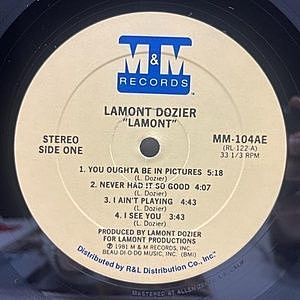 M&M
RECORDS
LAMONT DOZIER
"LAMONT"
STEREO
SIDE ONE
MM-104AE
(RL-122-A)
33 1/3 RPM
1. YOU OUGHTA BE IN PICTURES 5:18
(L. Dozier)
2. NEVER HAD IT SO GOOD 4:07
(L. Dozier)
3. I AIN'T PLAYING 4:43
(L. Dozier)
4. I SEE YOU 3:43
(L. Dozier)
PRODUCED BY LAMONT DOZIER
FOR LAMONT PRODUCTIONS
℗ 1981 M & M RECORDS, INC.
BEAU DI-O-DO MUSIC, INC. (BMI)
Distributed by R&L Distribution Co., Inc.